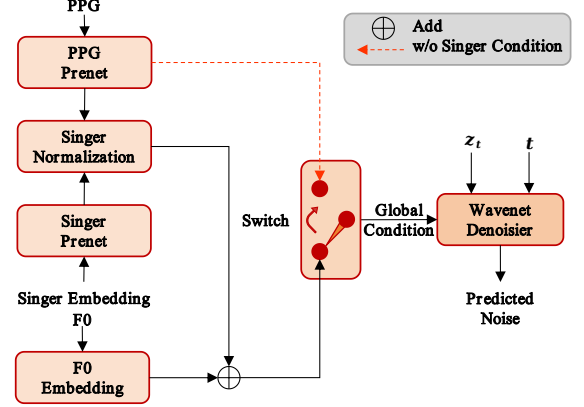 PPG
Add
w/o Singer Condition
PPG
Prenet
Singer
Normalization
z_t
t
Singer
Prenet
Switch
Global
Condition
Wavenet
Denoisier
Singer Embedding
F0
Predicted
Noise
F0
Embedding